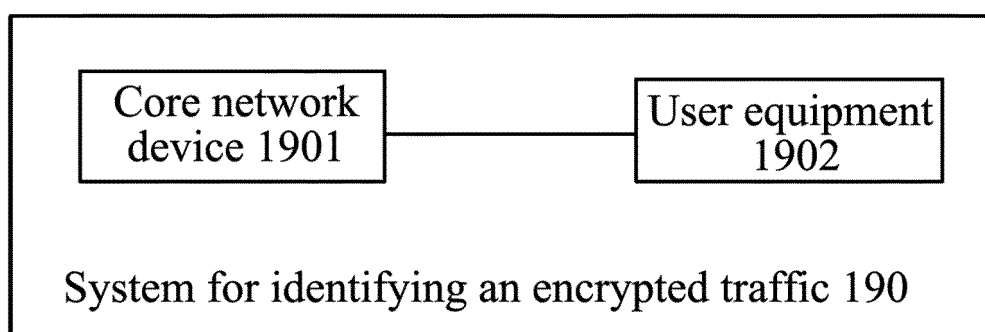 Core network
device 1901
User equipment
1902
System for identifying an encrypted traffic 190